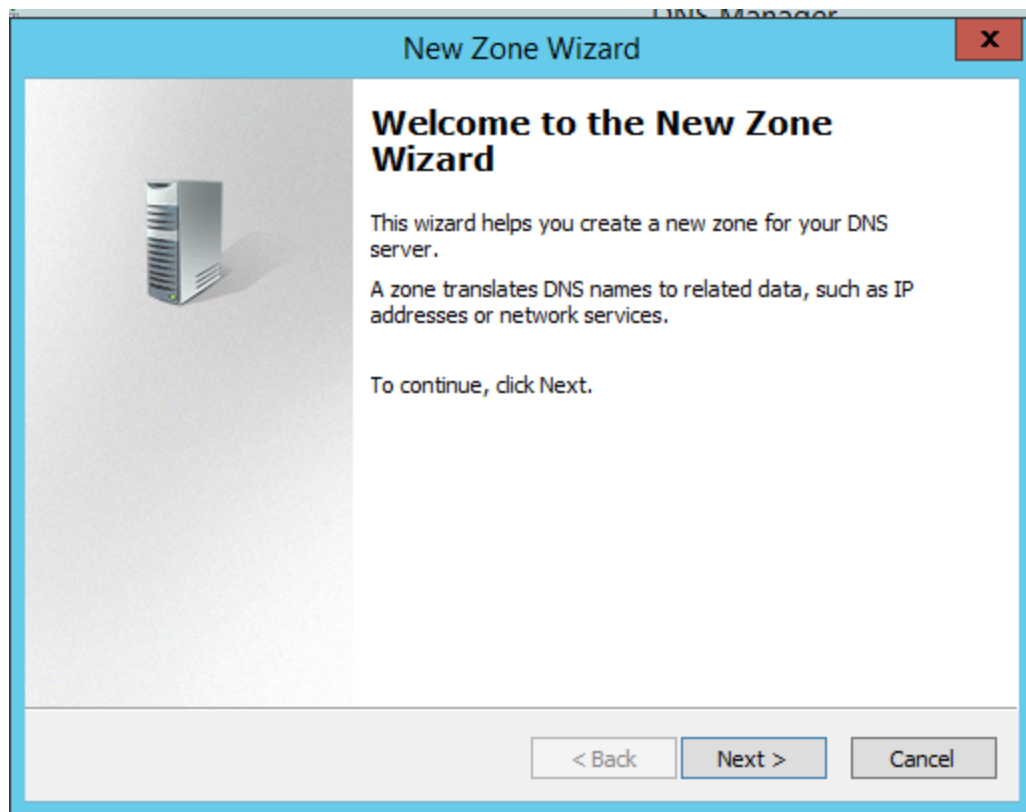 DNS Manager
New Zone Wizard
X
Welcome to the New Zone
Wizard
This wizard helps you create a new zone for your DNS
server.
A zone translates DNS names to related data, such as IP
addresses or network services.
To continue, click Next.
< Back
Next >
Cancel